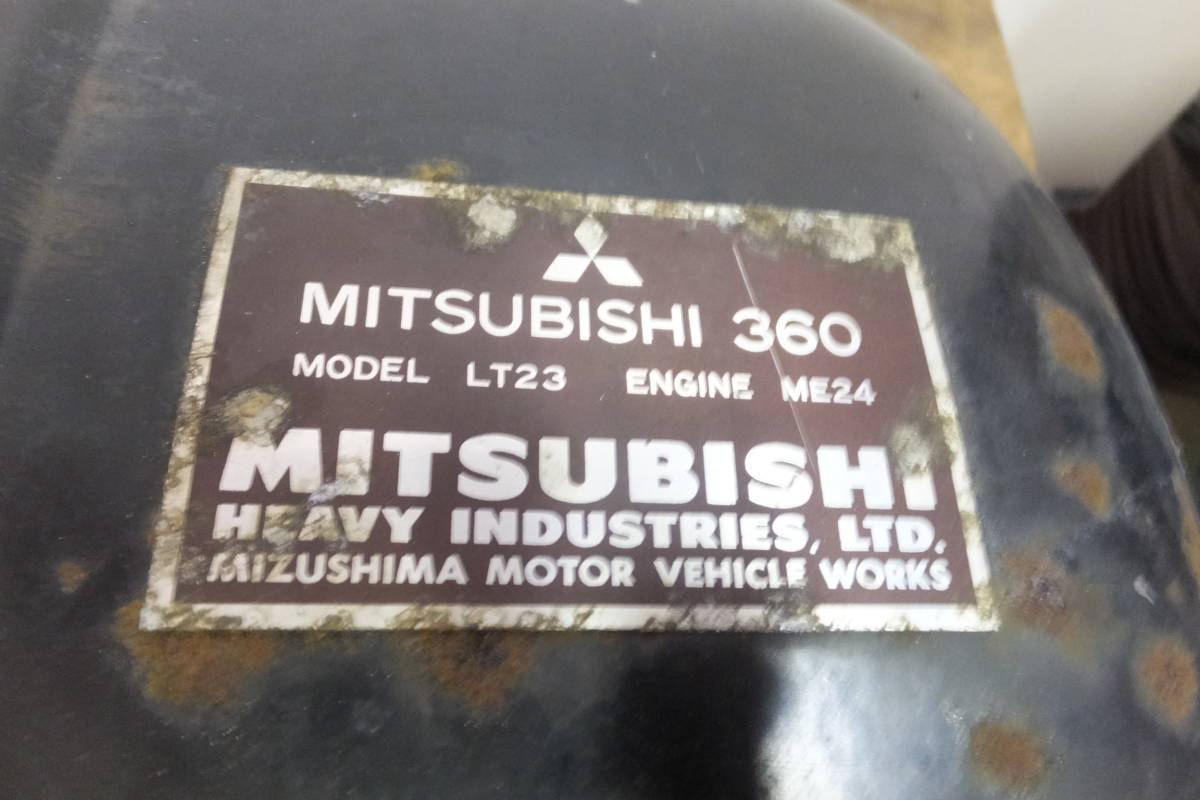 MITSUBISHI 360
MODEL LT23 ENGINE ME24
MITSUBISHI
HEAVY INDUSTRIES, LTD.
MIZUSHIMA MOTOR VEHICLE WORKS